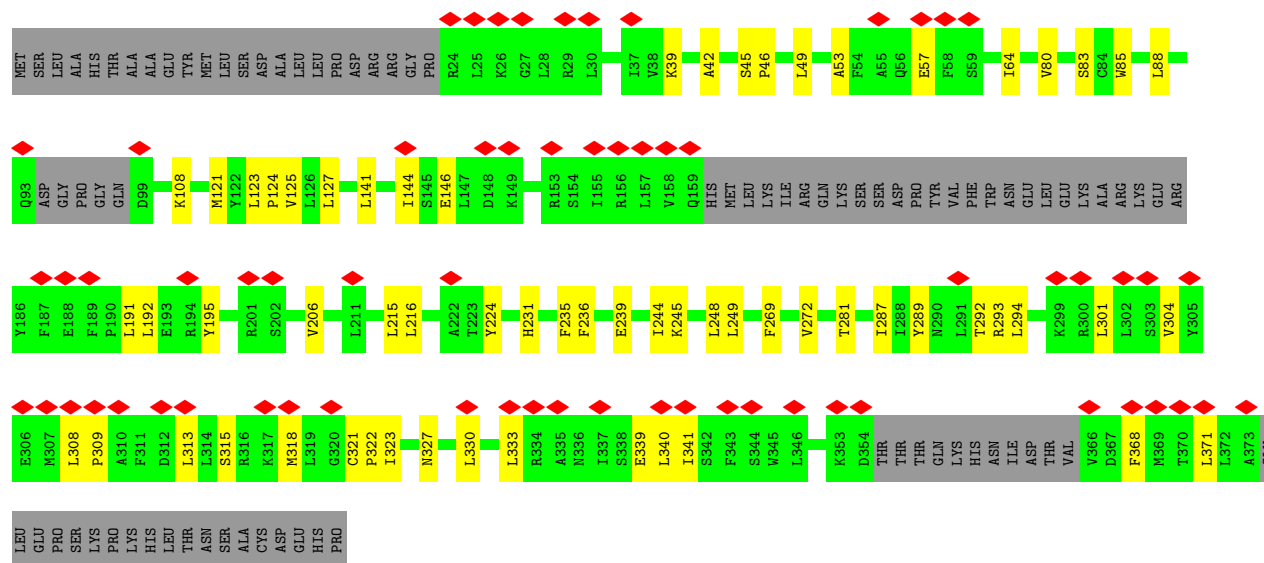 MET SER LEU ALA HIS THR ALA ALA GLU TYR MET LEU SER ASP ALA LEU LEU PRO ASP ARG ARG GLY PRO R24 L25 K26 G27 L28 R29 L30 I37 V38 K39 A42 S45 P46 L49 A53 F54 A55 Q56 E57 F58 S59 I64 V80 S83 C84 W85 L88
Q93 ASP GLY PRO GLY GLN D99 K108 M121 Y122 L123 P124 V125 L126 L127 L141 I144 S145 E146 L147 D148 K149 R153 S154 I155 R156 L157 V158 Q159 HIS MET LEU LYS ILE ARG GLN LYS SER SER ASP PRO TYR VAL PHE TRP ASN GLU LEU GLU LYS ALA ARG LYS GLU ARG
Y186 F187 E188 F189 P190 L191 L192 E193 R194 Y195 R201 S202 V206 L211 L215 L216 A222 T223 Y224 H231 F235 F236 E239 I244 K245 L248 L249 F269 V272 T281 I287 I288 Y289 N290 L291 T292 R293 L294 K299 R300 L301 L302 S303 V304 Y305
E306 M307 L308 P309 A310 F311 D312 L313 L314 S315 R316 K317 M318 L319 G320 C321 P322 I323 N327 L330 L333 R334 A335 N336 I337 S338 E339 L340 I341 S342 F343 S344 W345 L346 K353 D354 THR THR THR GLN LYS HIS ASN ILE ASP THR VAL V366 D367 F368 M369 T370 L371 L372 A373
LEU GLU PRO SER LYS PRO LYS HIS LEU THR ASN SER ALA CYS ASP GLU HIS PRO